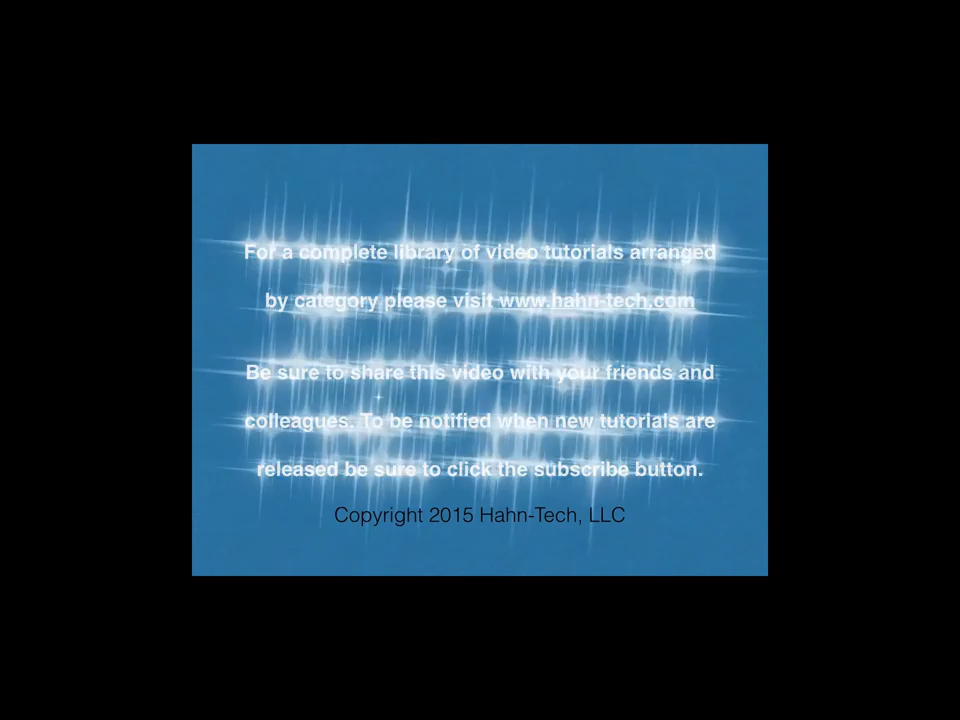 For a complete library of video tutorials arranged
by category please visit www.hahn-tech.com
Be sure to share this video with your friends and
colleagues. To be notified when new tutorials are
released be sure to click the subscribe button.
Copyright 2015 Hahn-Tech, LLC